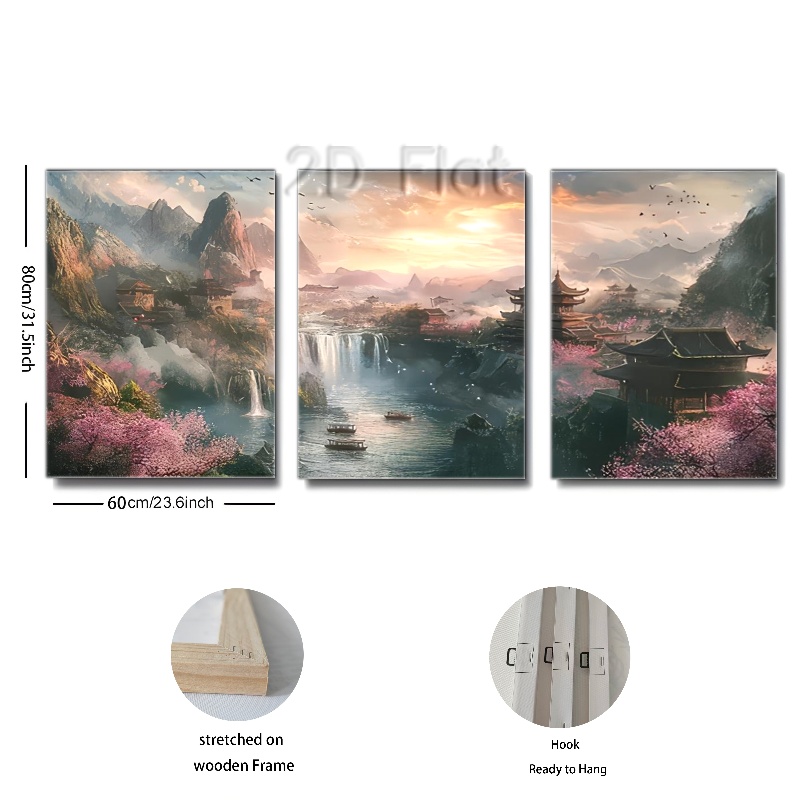 2D Flat
80cm/31.5inch
60cm/23.6inch
stretched on
wooden Frame
Hook
Ready to Hang